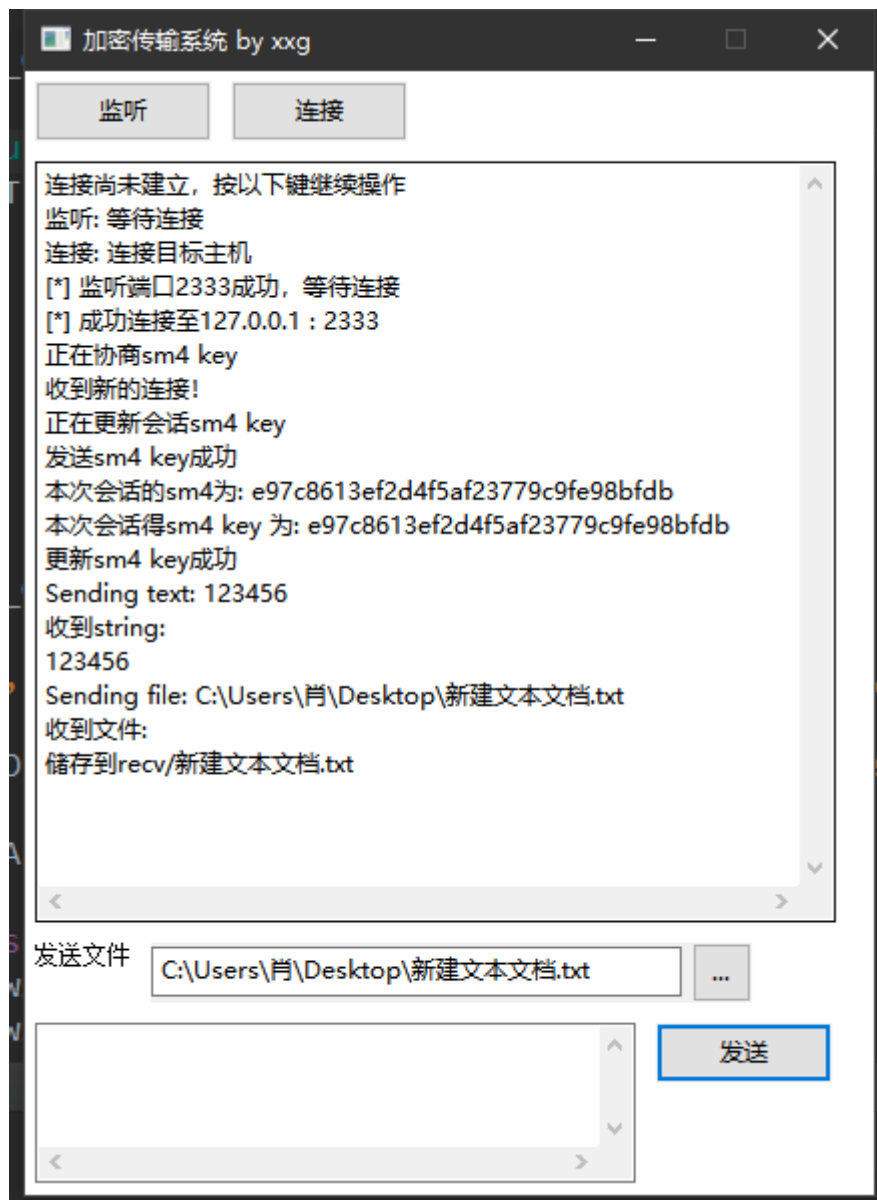 加密传输系统 by xxg
监听 连接
连接尚未建立，按以下键继续操作
监听: 等待连接
连接: 连接目标主机
[*] 监听端口2333成功，等待连接
[*] 成功连接至127.0.0.1 : 2333
正在协商sm4 key
收到新的连接！
正在更新会话sm4 key
发送sm4 key成功
本次会话的sm4为: e97c8613ef2d4f5af23779c9fe98bfdb
本次会话得sm4 key 为: e97c8613ef2d4f5af23779c9fe98bfdb
更新sm4 key成功
Sending text: 123456
收到string:
123456
Sending file: C:\Users\肖\Desktop\新建文本文档.txt
收到文件:
储存到recv/新建文本文档.txt
发送文件 C:\Users\肖\Desktop\新建文本文档.txt ...
发送